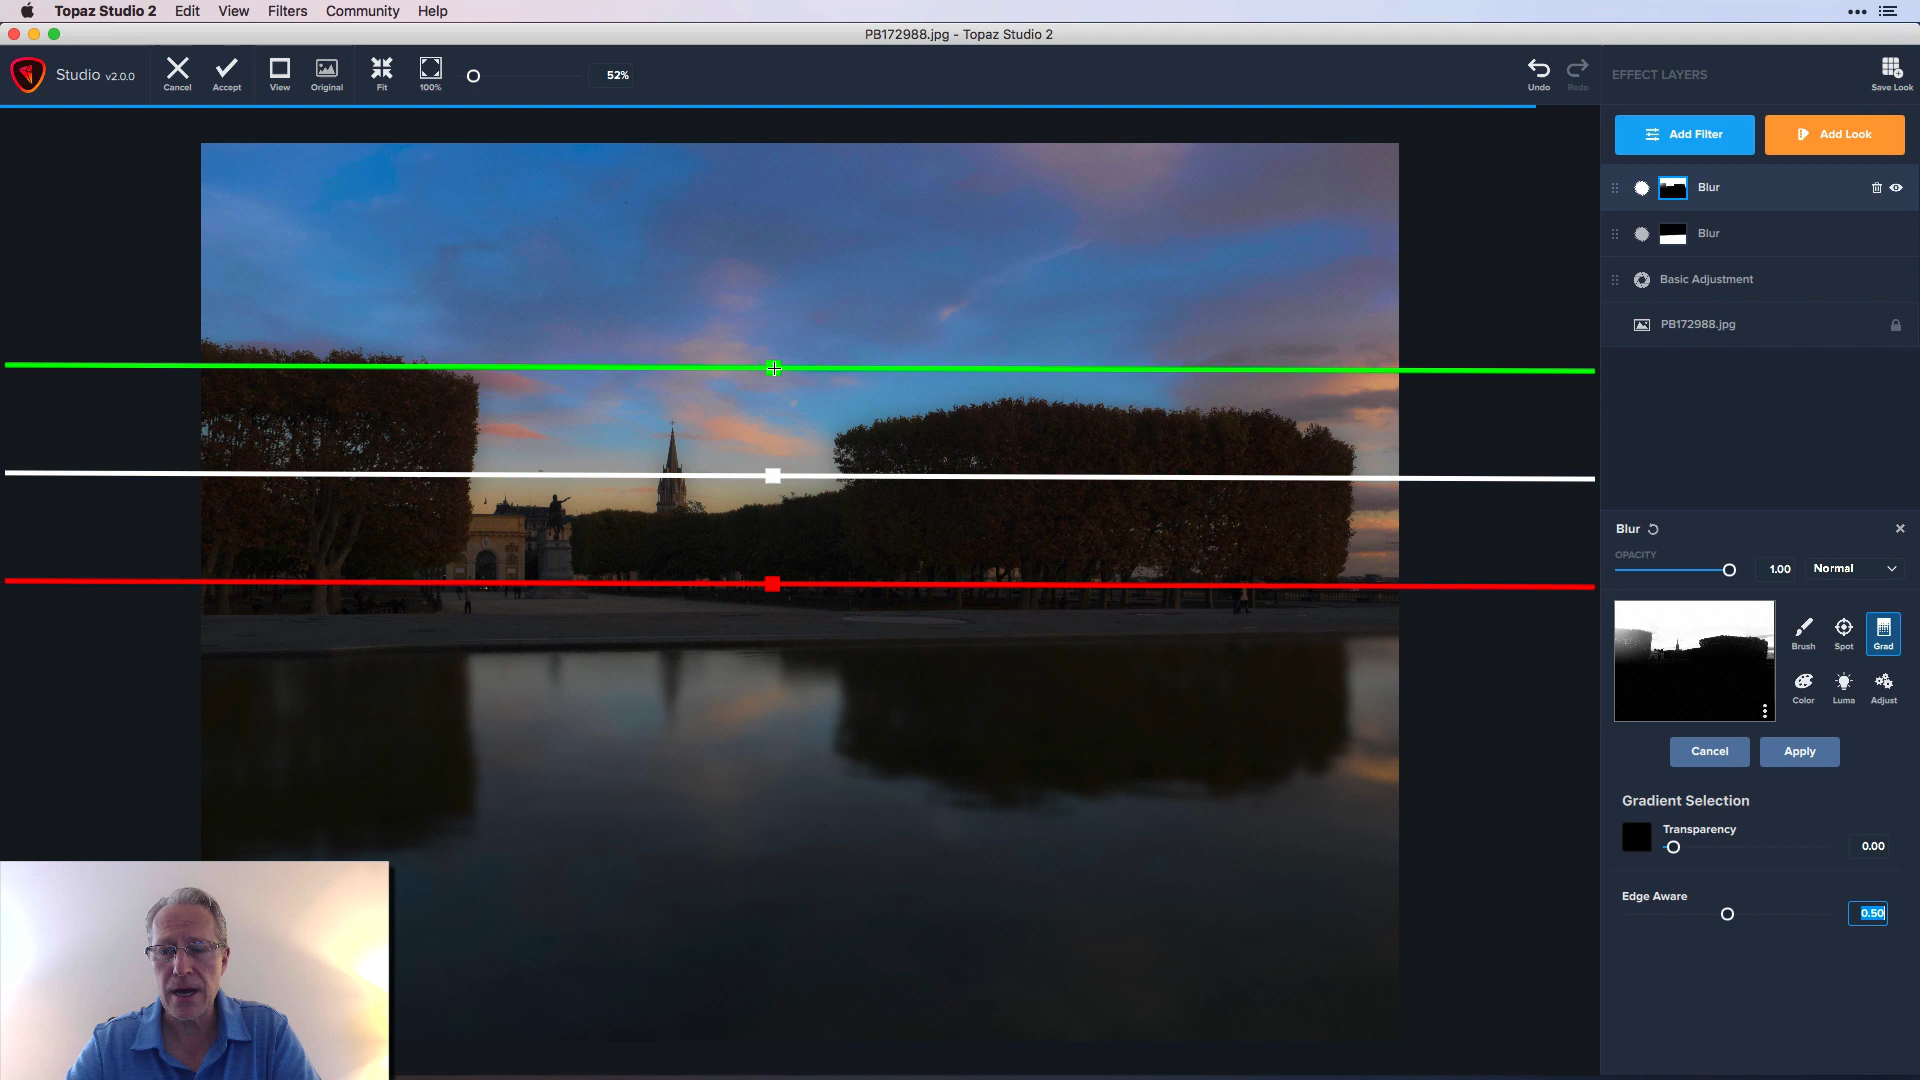 Topaz Studio 2 Edit View Filters Community Help
PB172988.jpg - Topaz Studio 2
Studio v2.0.0
Cancel
Accept
View
Original
Fit
100%
52%
Undo
Redo
EFFECT LAYERS
Save Look
Add Filter
Add Look
Blur
Blur
Basic Adjustment
PB172988.jpg
Blur
OPACITY
1.00
Normal
Brush
Spot
Grad
Color
Luma
Adjust
Cancel
Apply
Gradient Selection
Transparency
0.00
Edge Aware
0.50